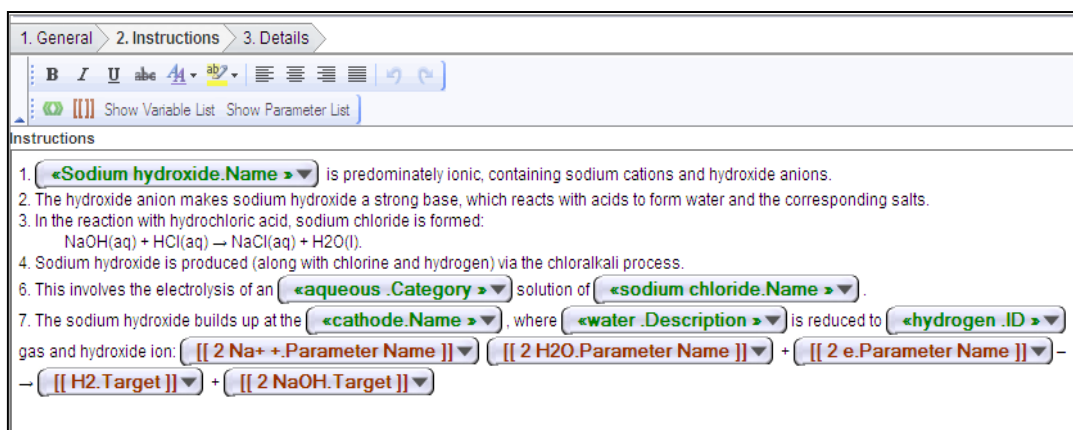 1. General 2. Instructions 3. Details
B I U abc A ab
[[ ]] Show Variable List Show Parameter List
Instructions
1. «Sodium hydroxide.Name » is predominately ionic, containing sodium cations and hydroxide anions.
2. The hydroxide anion makes sodium hydroxide a strong base, which reacts with acids to form water and the corresponding salts.
3. In the reaction with hydrochloric acid, sodium chloride is formed:
NaOH(aq) + HCl(aq) → NaCl(aq) + H2O(l).
4. Sodium hydroxide is produced (along with chlorine and hydrogen) via the chloralkali process.
6. This involves the electrolysis of an «aqueous .Category » solution of «sodium chloride.Name » .
7. The sodium hydroxide builds up at the «cathode.Name » , where «water .Description » is reduced to «hydrogen .ID »
gas and hydroxide ion: [[ 2 Na+ +.Parameter Name ]] [[ 2 H2O.Parameter Name ]] + [[ 2 e.Parameter Name ]] –
→ [[ H2.Target ]] + [[ 2 NaOH.Target ]]